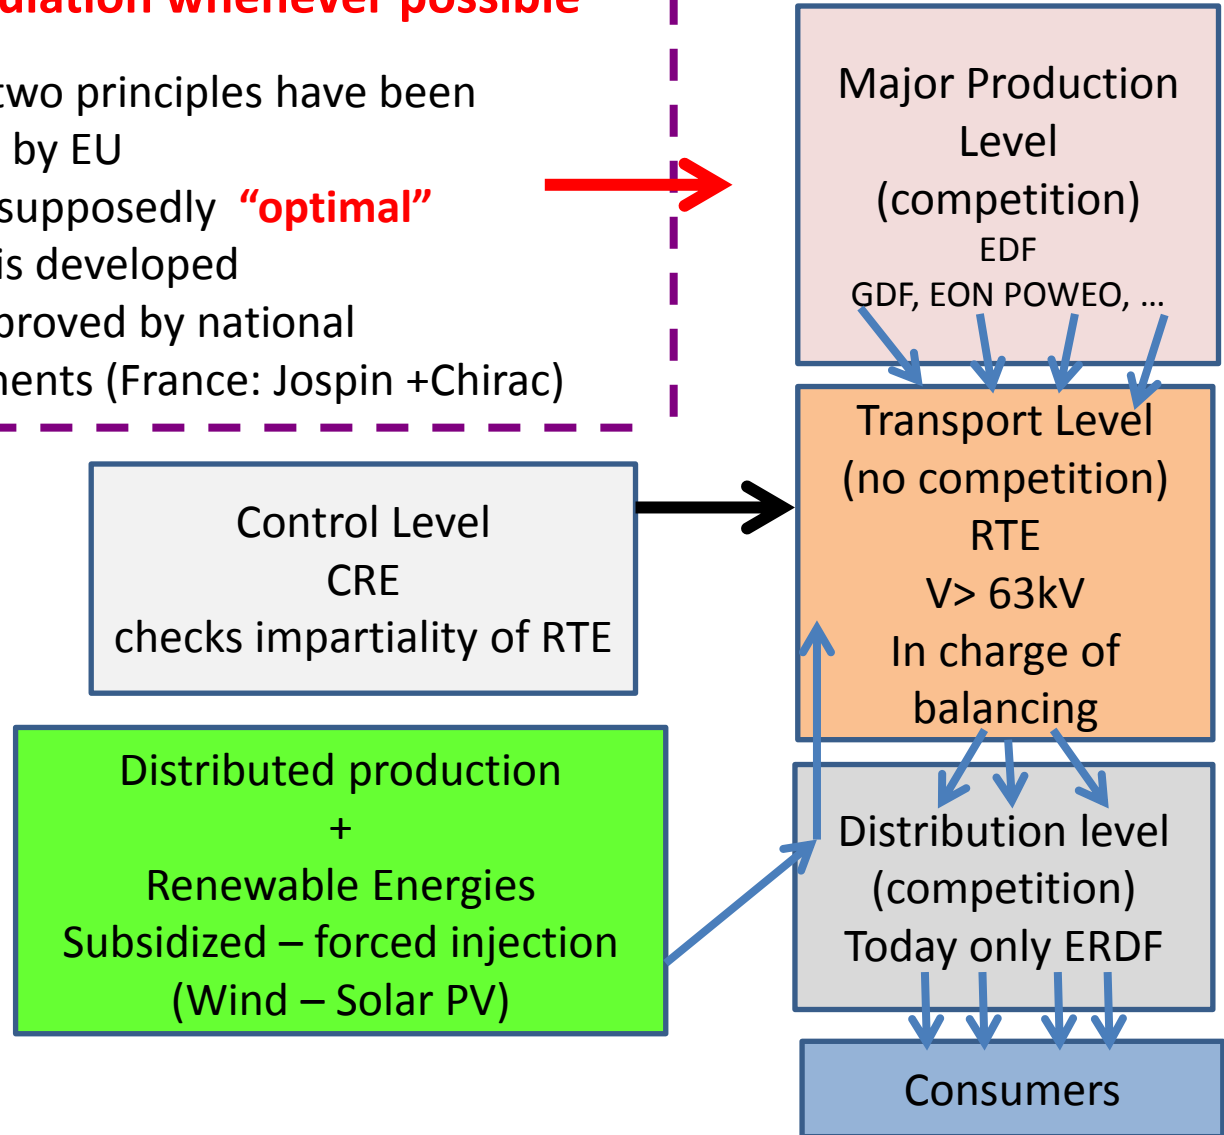 whenever possible
two principles have been
by EU
supposedly “optimal”
is developed
by national
(France: Jospin +Chirac)
Major Production
Level
(competition)
EDF
GDF, EON POWEO, ...
Transport Level
(no competition)
RTE
V> 63kV
In charge of
balancing
Control Level
CRE
checks impartiality of RTE
Distributed production
+
Renewable Energies
Subsidized – forced injection
(Wind – Solar PV)
Distribution level
(competition)
Today only ERDF
Consumers